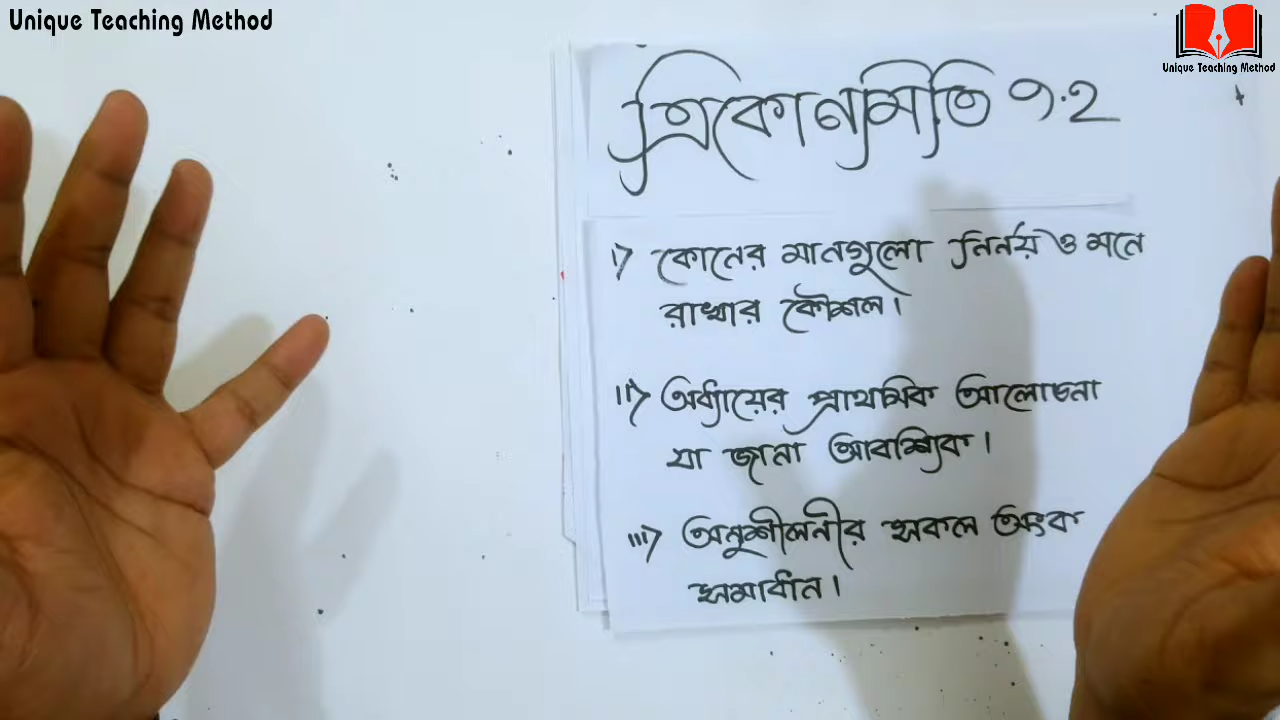 Unique Teaching Method
Unique Teaching Method
ত্রিকোণমিতি ৭.২
i> কোনের মানগুলো নির্নয় ও মনে
রাখার কৌশল।
ii> অধ্যায়ের প্রাথমিক আলোচনা
যা জানা আবশ্যিক।
iii> অনুশীলনীর সকল অংক
সমাধান।